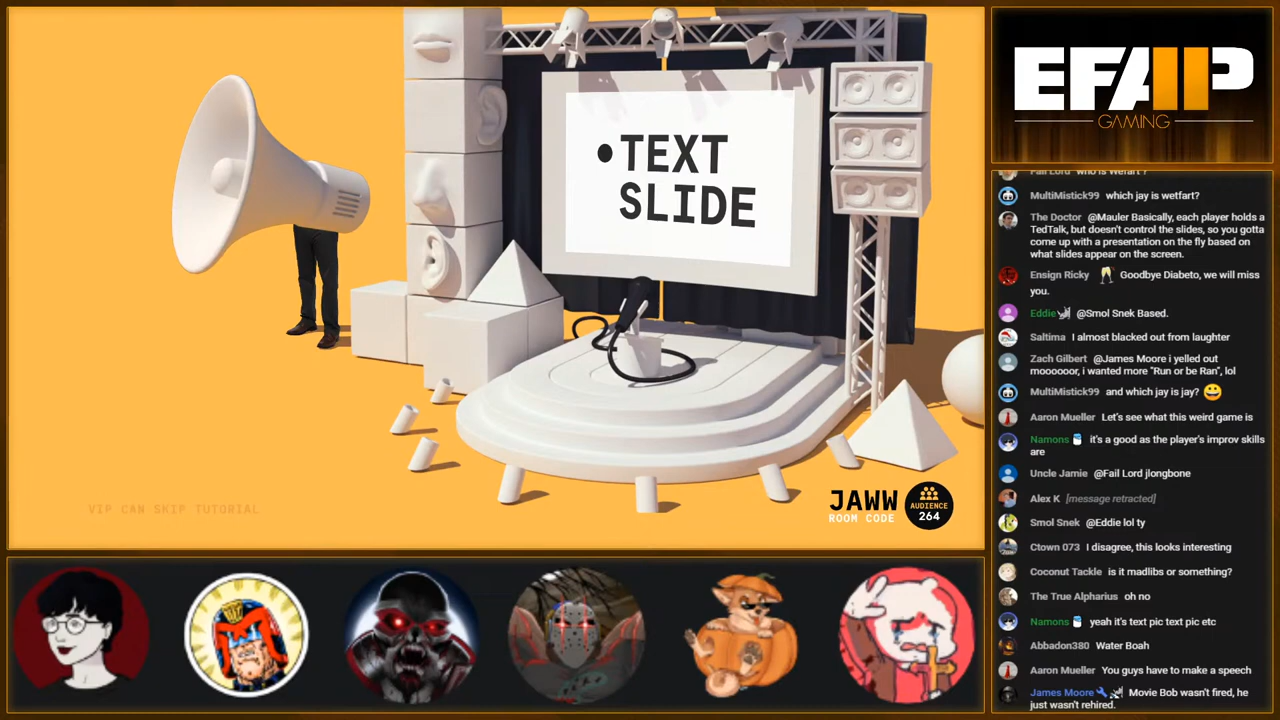 •TEXT
SLIDE
VIP CAN SKIP TUTORIAL
JAWW
ROOM CODE
AUDIENCE
264
EFAP
GAMING
Fail Lord who is Wefart ?
MultiMistick99 which jay is wetfart?
The Doctor @Mauler Basically, each player holds a
TedTalk, but doesn't control the slides, so you gotta
come up with a presentation on the fly based on
what slides appear on the screen.
Ensign Ricky 🥂 Goodbye Diabeto, we will miss
you.
Eddie @Smol Snek Based.
Saltima I almost blacked out from laughter
Zach Gilbert @James Moore i yelled out
moooooor, i wanted more "Run or be Ran", lol
MultiMistick99 and which jay is jay? 😀
Aaron Mueller Let's see what this weird game is
Namons it's a good as the player's improv skills
are
Uncle Jamie @Fail Lord jlongbone
Alex K [message retracted]
Smol Snek @Eddie lol ty
Ctown 073 I disagree, this looks interesting
Coconut Tackle is it madlibs or something?
The True Alpharius oh no
Namons yeah it's text pic text pic etc
Abbadon380 Water Boah
Aaron Mueller You guys have to make a speech
James Moore Movie Bob wasn't fired, he
just wasn't rehired.